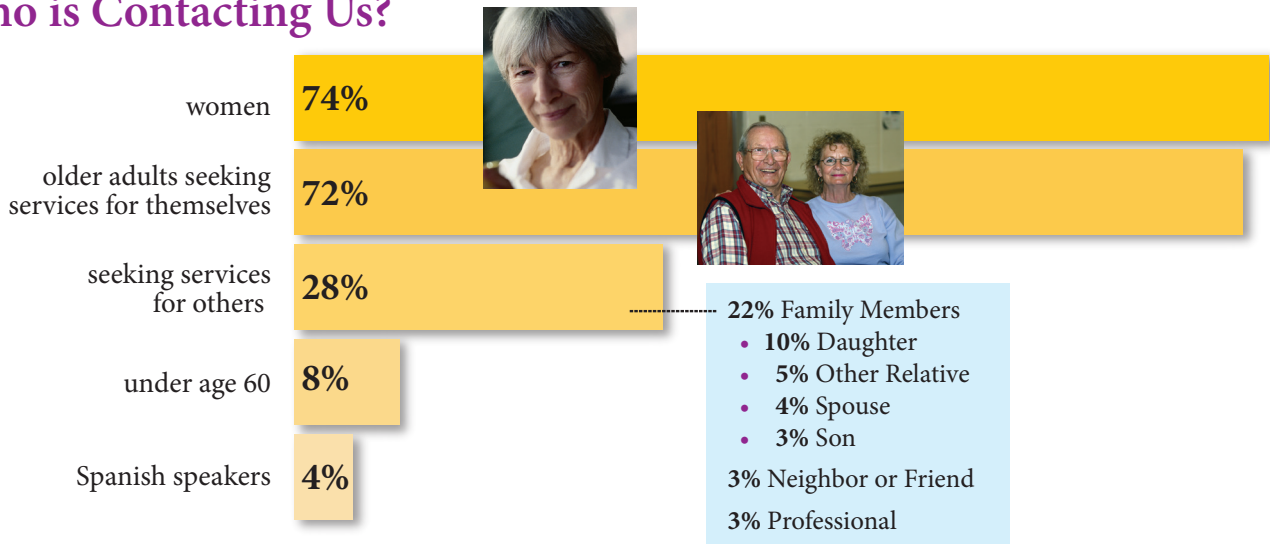 is Contacting Us?
women 74%
older adults seeking
services for themselves 72%
seeking services
for others 28%
under age 60 8%
Spanish speakers 4%
22% Family Members
• 10% Daughter
• 5% Other Relative
• 4% Spouse
• 3% Son
3% Neighbor or Friend
3% Professional